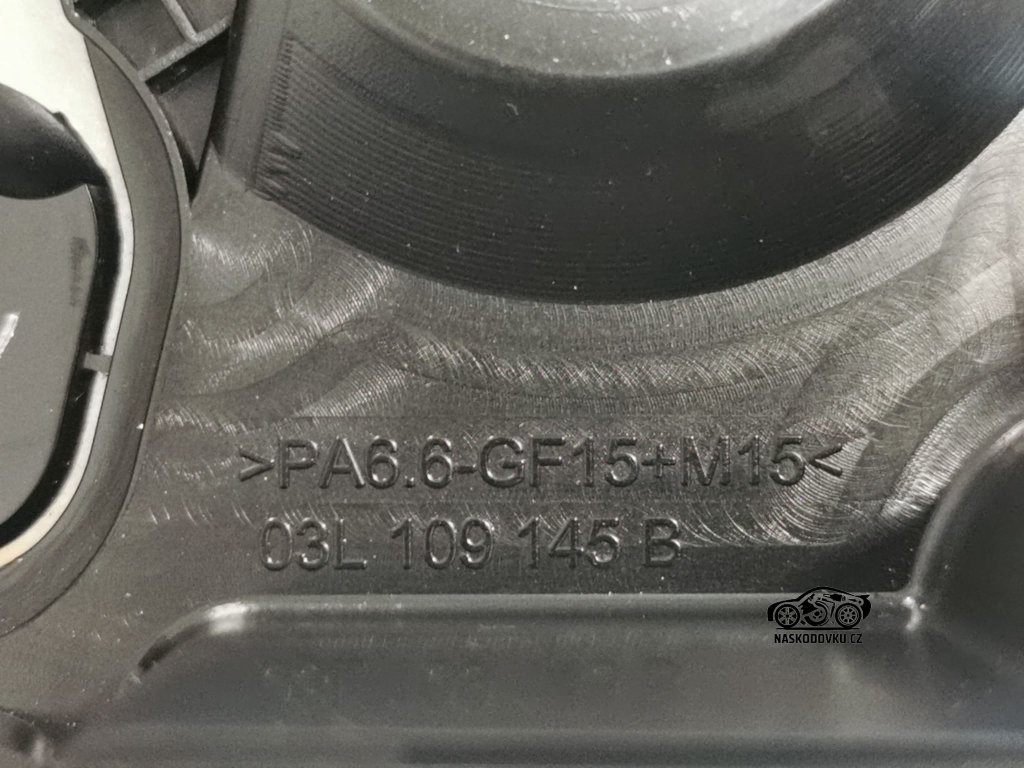 >PA6.6-GF15+M15<
03L 109 145 B
NASKODOVKU.CZ